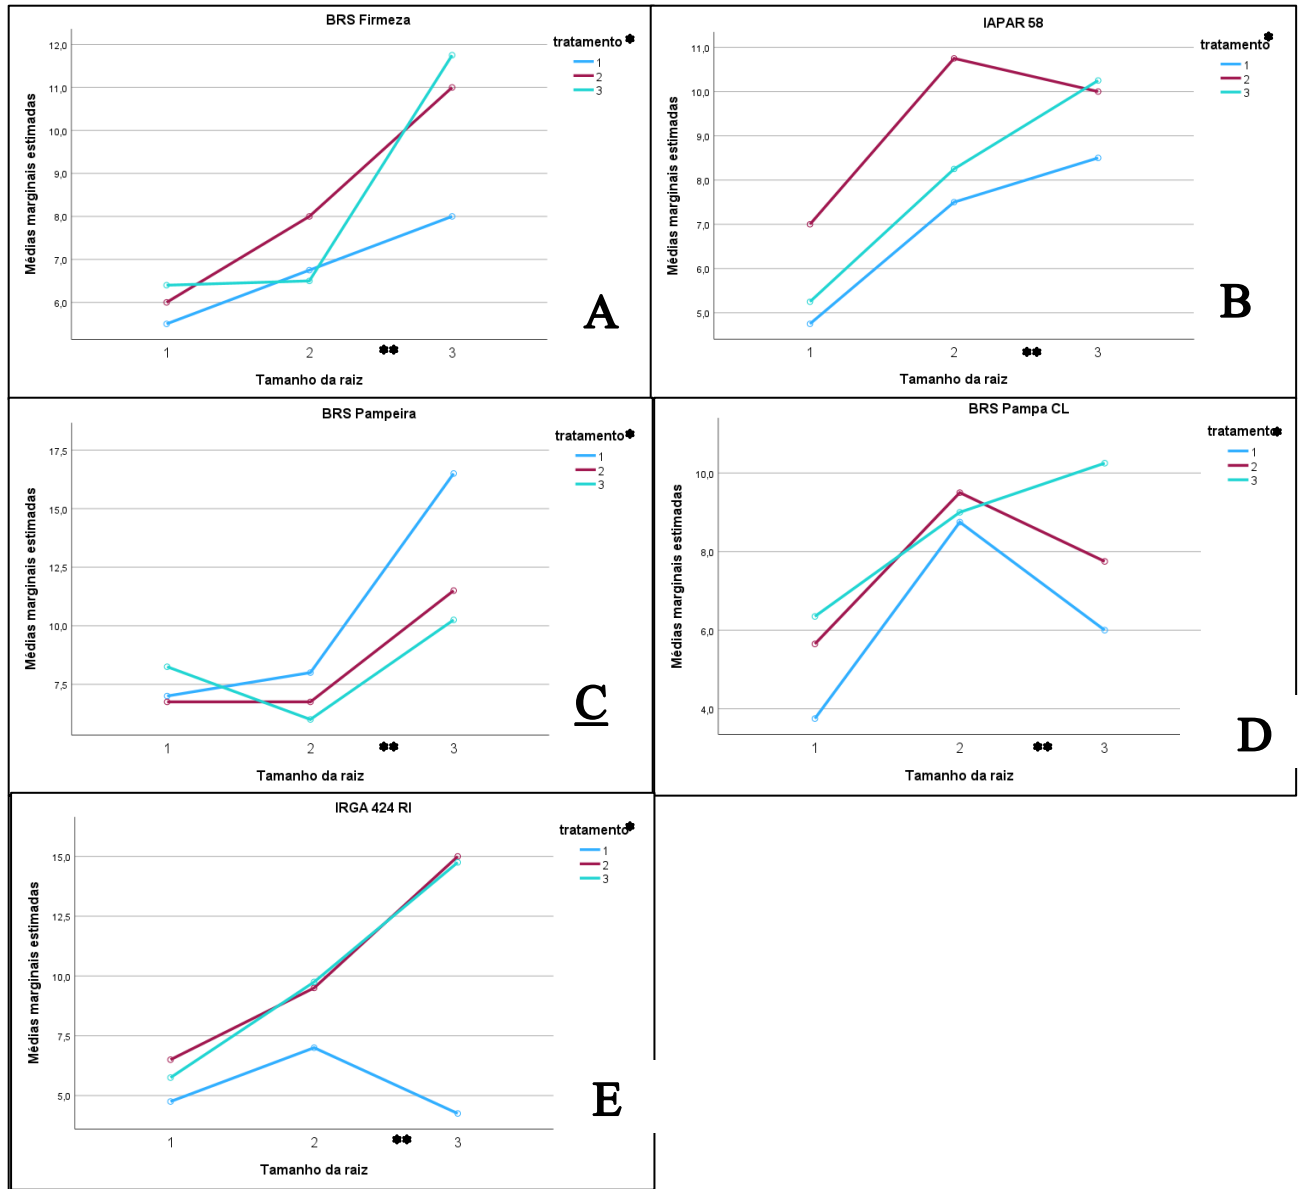 BRS Firmeza
tratamento*
1
2
3
Médias marginais estimadas
12,0
11,0
10,0
9,0
8,0
7,0
6,0
A
1 2 ** 3
Tamanho da raiz
IAPAR 58
tratamento*
1
2
3
Médias marginais estimadas
11,0
10,0
9,0
8,0
7,0
6,0
5,0
B
1 2 ** 3
Tamanho da raiz
BRS Pampeira
tratamento*
1
2
3
Médias marginais estimadas
17,5
15,0
12,5
10,0
7,5
C
1 2 ** 3
Tamanho da raiz
BRS Pampa CL
tratamento*
1
2
3
Médias marginais estimadas
10,0
8,0
6,0
4,0
D
1 2 ** 3
Tamanho da raiz
IRGA 424 RI
tratamento*
1
2
3
Médias marginais estimadas
15,0
12,5
10,0
7,5
5,0
E
1 2 ** 3
Tamanho da raiz